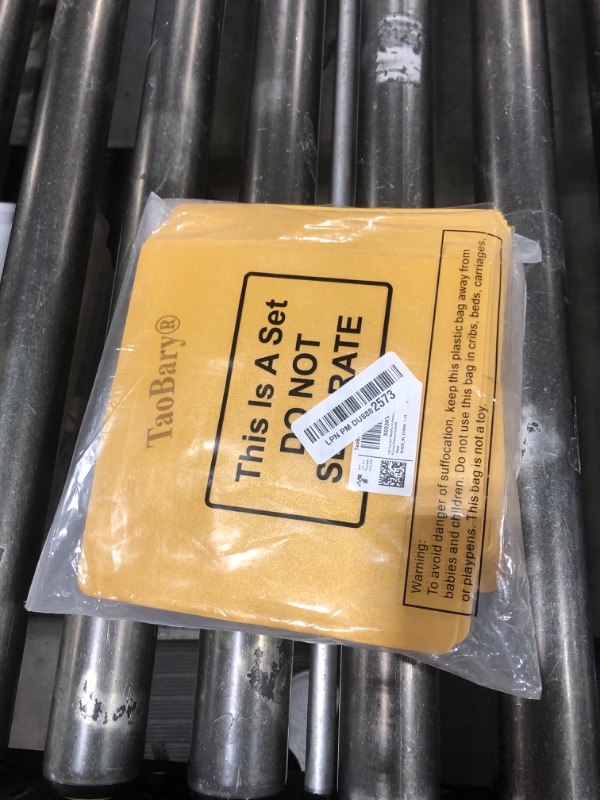 TaoBary®
This Is A Set
DO NOT
RATE
LPN PM DUS88 2573
Warning:
To avoid danger of suffocation, keep this plastic bag away from
babies and children. Do not use this bag in cribs, beds, carriages,
or playpens. This bag is not a toy.